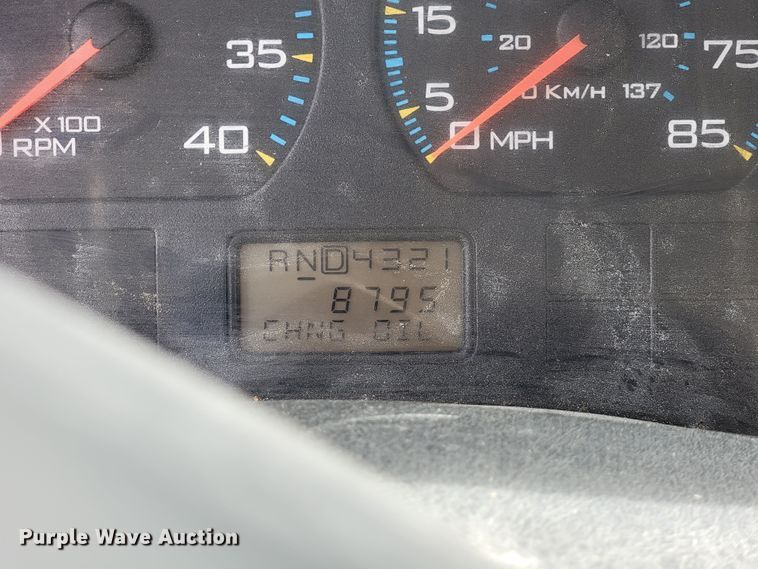 35
40
X100
RPM
15
5
0 MPH
20
120
0 KM/H 137
75
85
RND4321
8795
CHNG OIL
Purple Wave Auction